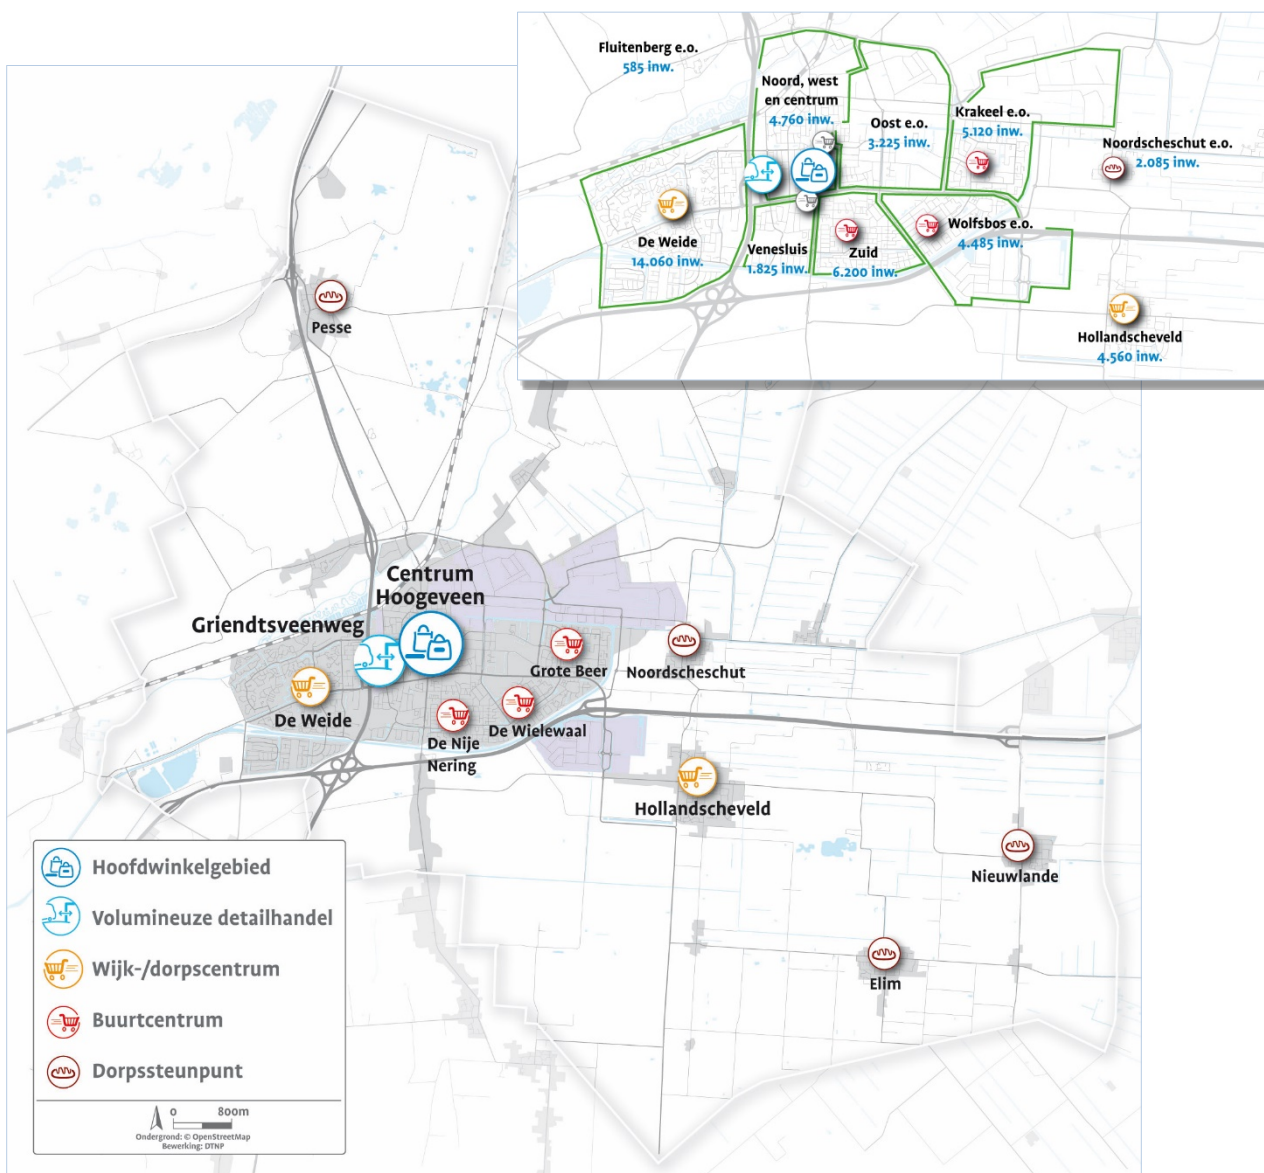 Fluitenberg e.o.
585 inw.
Noord, west
en centrum
4.760 inw.
Oost e.o.
3.225 inw.
Krakeel e.o.
5.120 inw.
Noordscheschut e.o.
2.085 inw.
De Weide
14.060 inw.
Venesluis
1.825 inw.
Zuid
6.200 inw.
Wolfsbos e.o.
4.485 inw.
Hollandscheveld
4.560 inw.
Pesse
Centrum
Hoogeveen
Griendtsveenweg
Grote Beer
Noordscheschut
De Weide
De Nije
Nering
De Wielewaal
Hollandscheveld
Nieuwlande
Elim
Hoofdwinkelgebied
Volumineuze detailhandel
Wijk-/dorpscentrum
Buurtcentrum
Dorpssteunpunt
0 800m
Ondergrond: © OpenStreetMap
Bewerking: DTNP